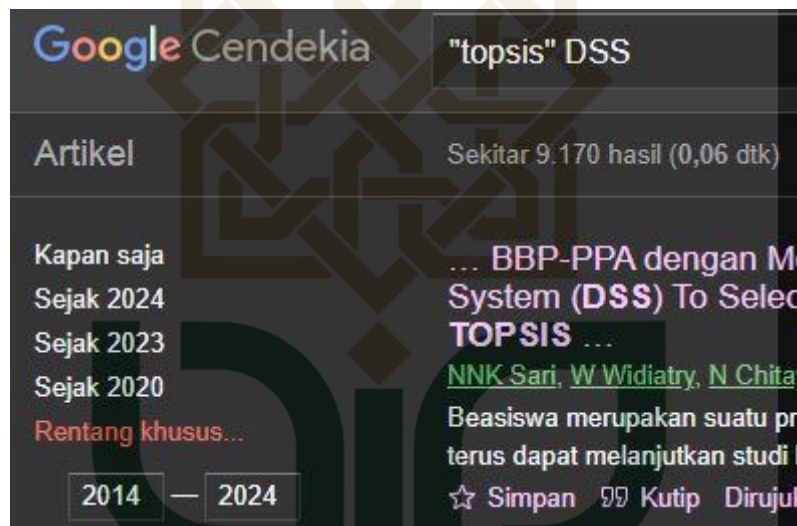 Google Cendekia
"topsis" DSS
Artikel
Sekitar 9.170 hasil (0,06 dtk)
Kapan saja
Sejak 2024
Sejak 2023
Sejak 2020
Rentang khusus...
2014 — 2024
... BBP-PPA dengan
System (DSS) To
TOPSIS ...
NNK Sari, W Widiatry, N
Beasiswa merupakan suatu
terus dapat melanjutkan studi
Simpan Kutip